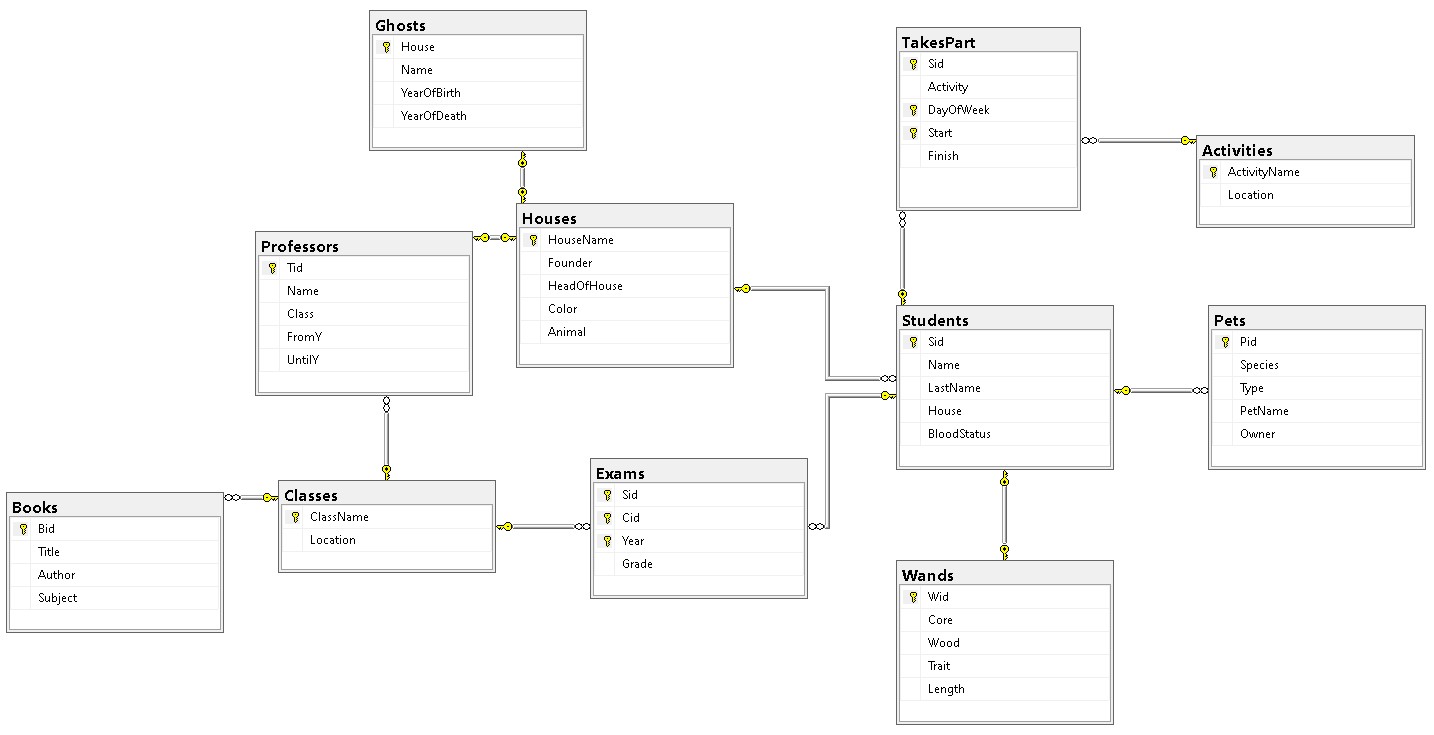 Ghosts
House
Name
YearOfBirth
YearOfDeath
TakesPart
Sid
Activity
DayOfWeek
Start
Finish
Activities
ActivityName
Location
Houses
HouseName
Founder
HeadOfHouse
Color
Animal
Professors
Tid
Name
Class
FromY
UntilY
Students
Sid
Name
LastName
House
BloodStatus
Pets
Pid
Species
Type
PetName
Owner
Books
Bid
Title
Author
Subject
Classes
ClassName
Location
Exams
Sid
Cid
Year
Grade
Wands
Wid
Core
Wood
Trait
Length